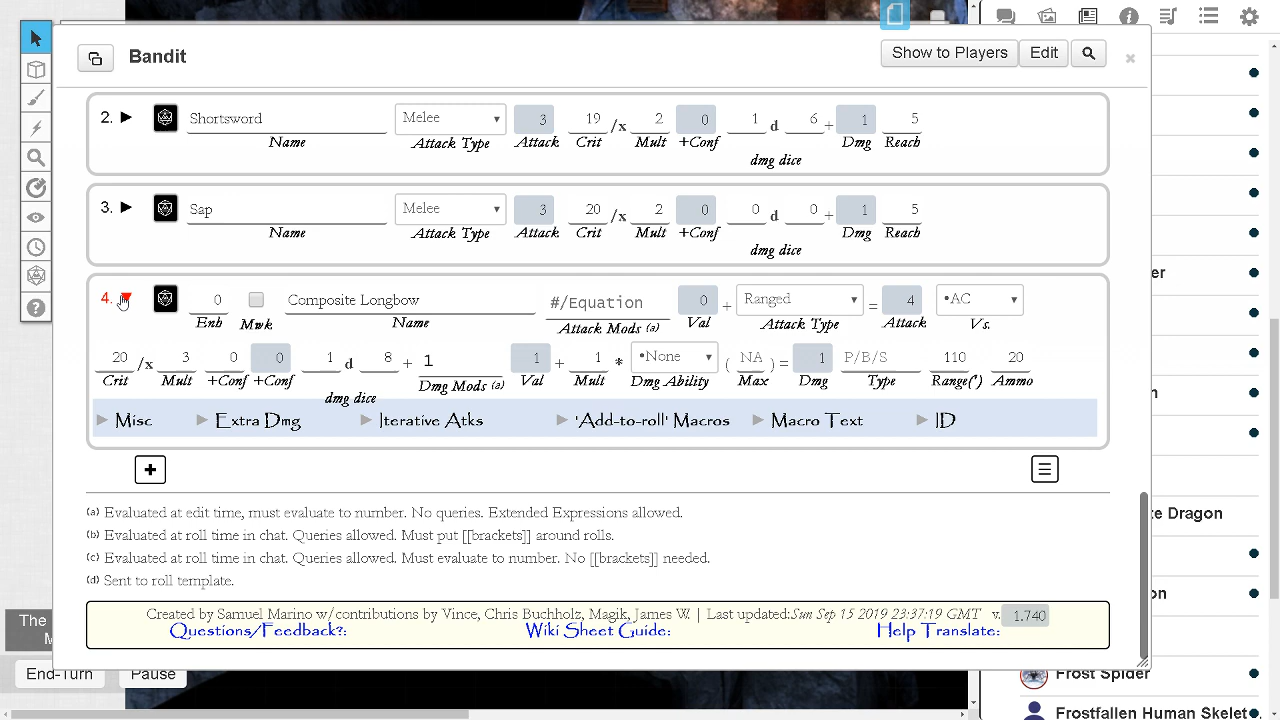 Bandit
Show to Players
Edit
2.
Shortsword
Melee
3
19
/x
2
0
1
d
6
+
1
5
Name
Attack Type
Attack
Crit
Mult
+Conf
dmg dice
Dmg
Reach
3.
Sap
Melee
3
20
/x
2
0
0
d
0
+
1
5
Name
Attack Type
Attack
Crit
Mult
+Conf
dmg dice
Dmg
Reach
4.
0
Composite Longbow
#/Equation
0
+
Ranged
=
4
•AC
Enh
Mwk
Name
Attack Mods (a)
Val
Attack Type
Attack
Vs.
20
/x
3
0
0
1
d
8
+
1
1
+
1
*
•None
(
NA
)
=
1
P/B/S
110
20
Crit
Mult
+Conf
+Conf
dmg dice
Dmg Mods (a)
Val
Mult
Dmg Ability
Max
Dmg
Type
Range(')
Ammo
Misc
Extra Dmg
Iterative Atks
'Add-to-roll' Macros
Macro Text
ID
(a) Evaluated at edit time, must evaluate to number. No queries. Extended Expressions allowed.
(b) Evaluated at roll time in chat. Queries allowed. Must put [[brackets]] around rolls.
(c) Evaluated at roll time in chat. Queries allowed. Must evaluate to number. No [[brackets]] needed.
(d) Sent to roll template.
Created by Samuel Marino w/contributions by Vince, Chris Buchholz, Magik, James W. | Last updated:Sun Sep 15 2019 23:37:19 GMT v. 1.740
Questions/Feedback?:
Wiki Sheet Guide:
Help Translate:
The
End-Turn
Pause
er
n
te Dragon
on
Frost Spider
Frostfallen Human Skelet